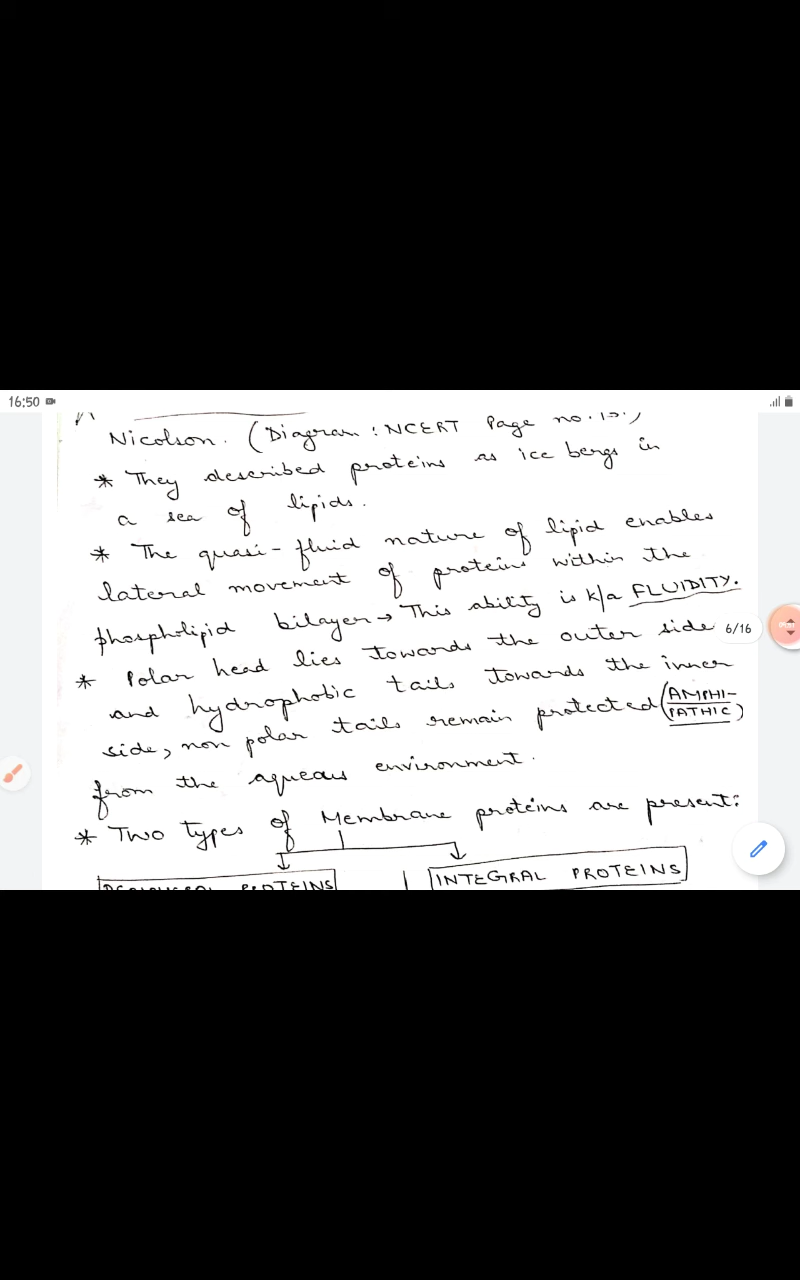 16:50
Nicolson. (Diagram : NCERT Page no.
* They described proteins as ice bergs in
a sea of lipids.
* The quasi-fluid nature of lipid enables
lateral movement of proteins within the
phospholipid bilayer → This ability is k/a FLUIDITY.
6/16
* Polar head lies towards the outer side
and hydrophobic tails towards the inner
side, non polar tails remain protected (AMPHI-
PATHIC)
from the aqueous environment.
* Two types of Membrane proteins are present:
PROTEINS
INTEGRAL PROTEINS